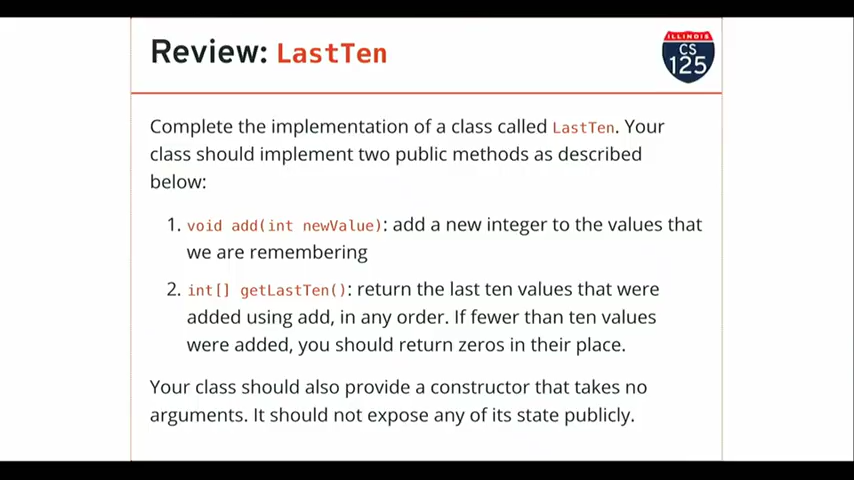 Review: LastTen
ILLINOIS
CS
125
Complete the implementation of a class called LastTen. Your
class should implement two public methods as described
below:
1. void add(int newValue): add a new integer to the values that
we are remembering
2. int[] getLastTen(): return the last ten values that were
added using add, in any order. If fewer than ten values
were added, you should return zeros in their place.
Your class should also provide a constructor that takes no
arguments. It should not expose any of its state publicly.